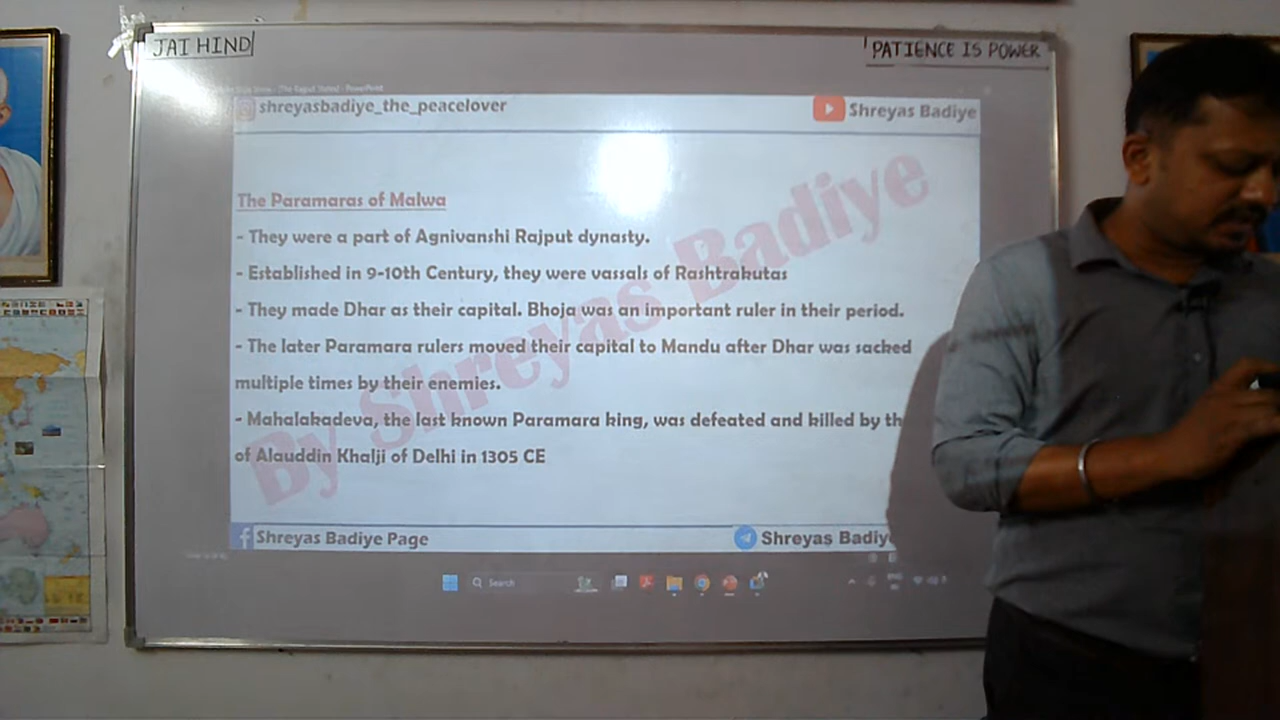 JAI HIND
PATIENCE IS POWER
shreyasbadiye_the_peacelover
Shreyas Badiye
The Paramaras of Malwa
- They were a part of Agnivanshi Rajput dynasty.
- Established in 9-10th Century, they were vassals of Rashtrakutas
- They made Dhar as their capital. Bhoja was an important ruler in their period.
- The later Paramara rulers moved their capital to Mandu after Dhar was sacked
multiple times by their enemies.
- Mahalakadeva, the last known Paramara king, was defeated and killed by th
of Alauddin Khalji of Delhi in 1305 CE
By Shreyas Badiye
Shreyas Badiye Page
Shreyas Badiye
Search